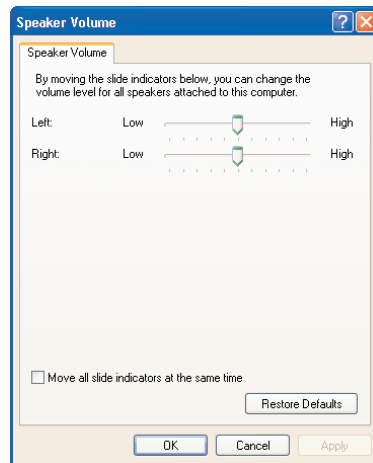 Speaker Volume
Speaker Volume
By moving the slide indicators below, you can change the
volume level for all speakers attached to this computer.
Left: Low High
Right: Low High
Move all slide indicators at the same time
Restore Defaults
OK Cancel Apply